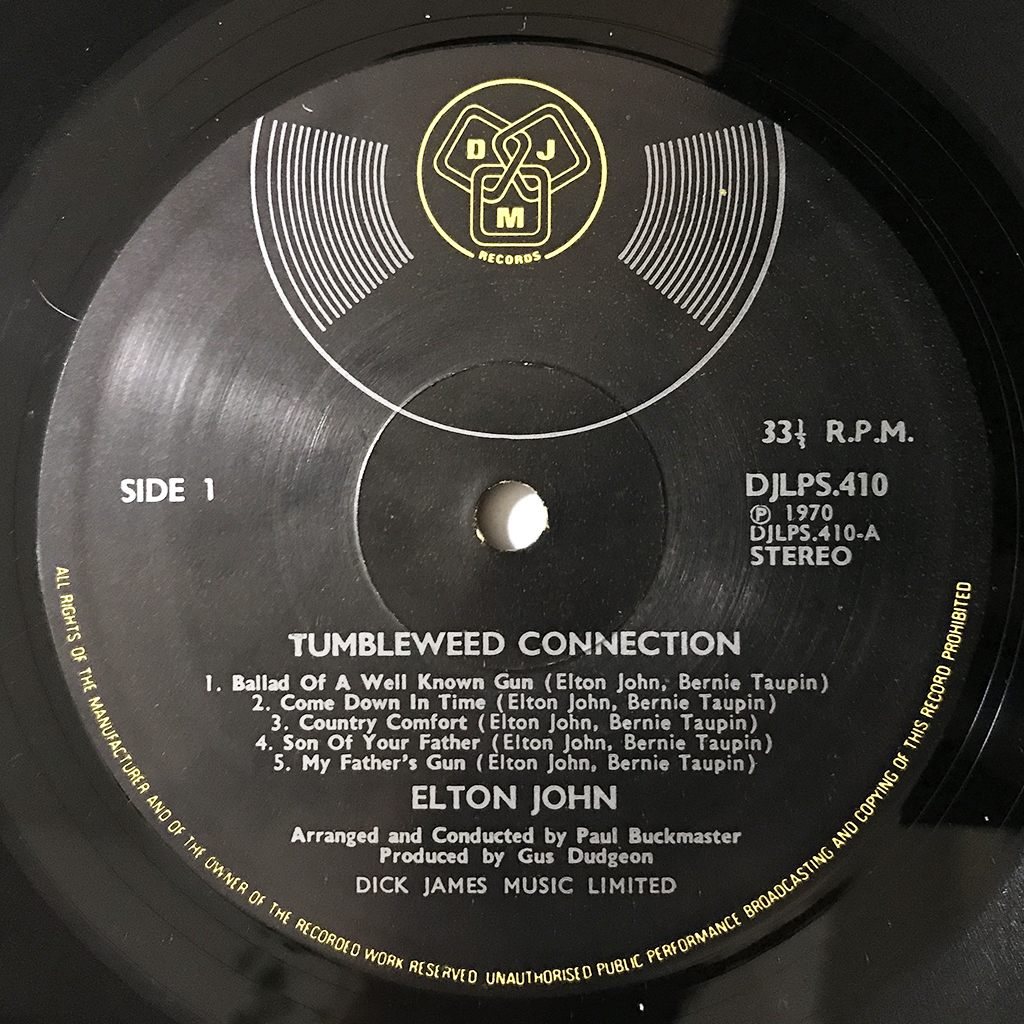 D J
M
RECORDS
33⅓ R.P.M.
SIDE 1
DJLPS.410
℗ 1970
DJLPS.410-A
STEREO
TUMBLEWEED CONNECTION
1. Ballad Of A Well Known Gun (Elton John, Bernie Taupin)
2. Come Down In Time (Elton John, Bernie Taupin)
3. Country Comfort (Elton John, Bernie Taupin)
4. Son Of Your Father (Elton John, Bernie Taupin)
5. My Father's Gun (Elton John, Bernie Taupin)
ELTON JOHN
Arranged and Conducted by Paul Buckmaster
Produced by Gus Dudgeon
DICK JAMES MUSIC LIMITED
ALL RIGHTS OF THE MANUFACTURER AND OF THE OWNER OF THE RECORDED WORK RESERVED UNAUTHORISED PUBLIC PERFORMANCE BROADCASTING AND COPYING OF THIS RECORD PROHIBITED